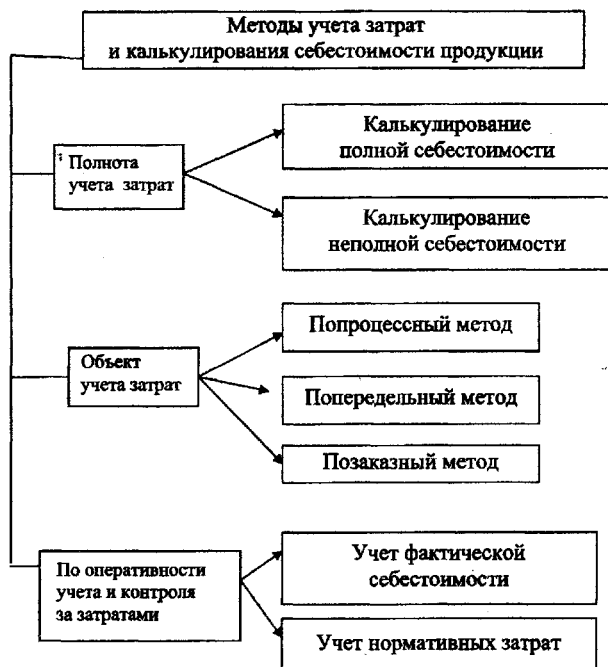 Методы учета затрат
и калькулирования себестоимости продукции
Полнота
учета затрат
Калькулирование
полной себестоимости
Калькулирование
неполной себестоимости
Объект
учета затрат
Попроцессный метод
Попередельный метод
Позаказный метод
По оперативности
учета и контроля
за затратами
Учет фактической
себестоимости
Учет нормативных затрат